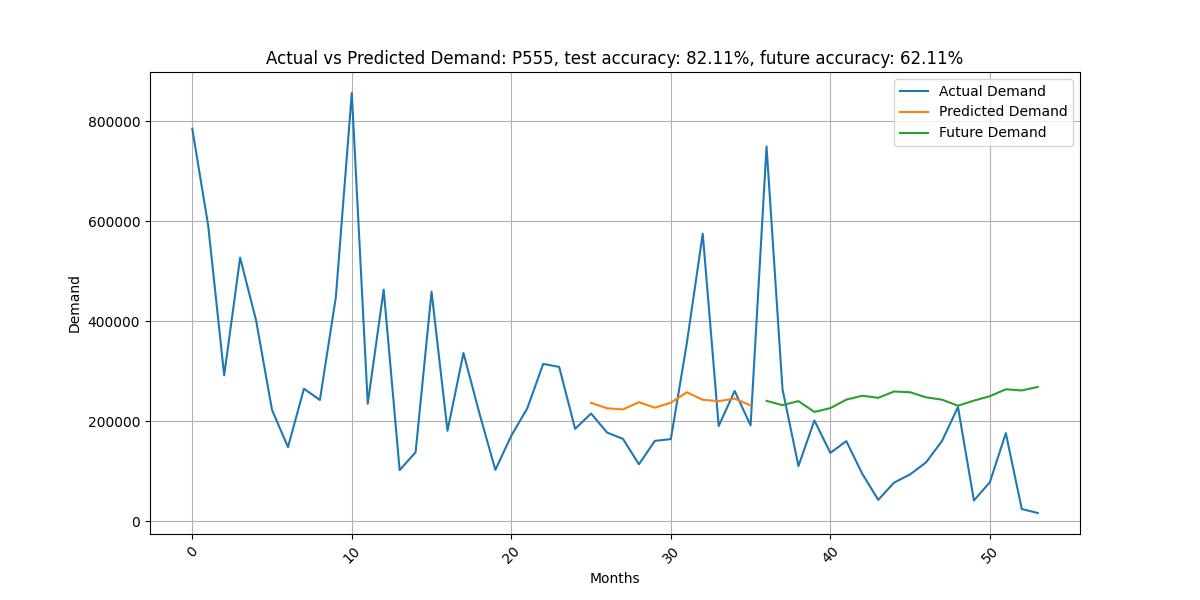 Actual vs Predicted Demand: P555, test accuracy: 82.11%, future accuracy: 62.11%
Actual Demand
Predicted Demand
Future Demand
800000
600000
400000
200000
0
Demand
0
10
20
30
40
50
Months